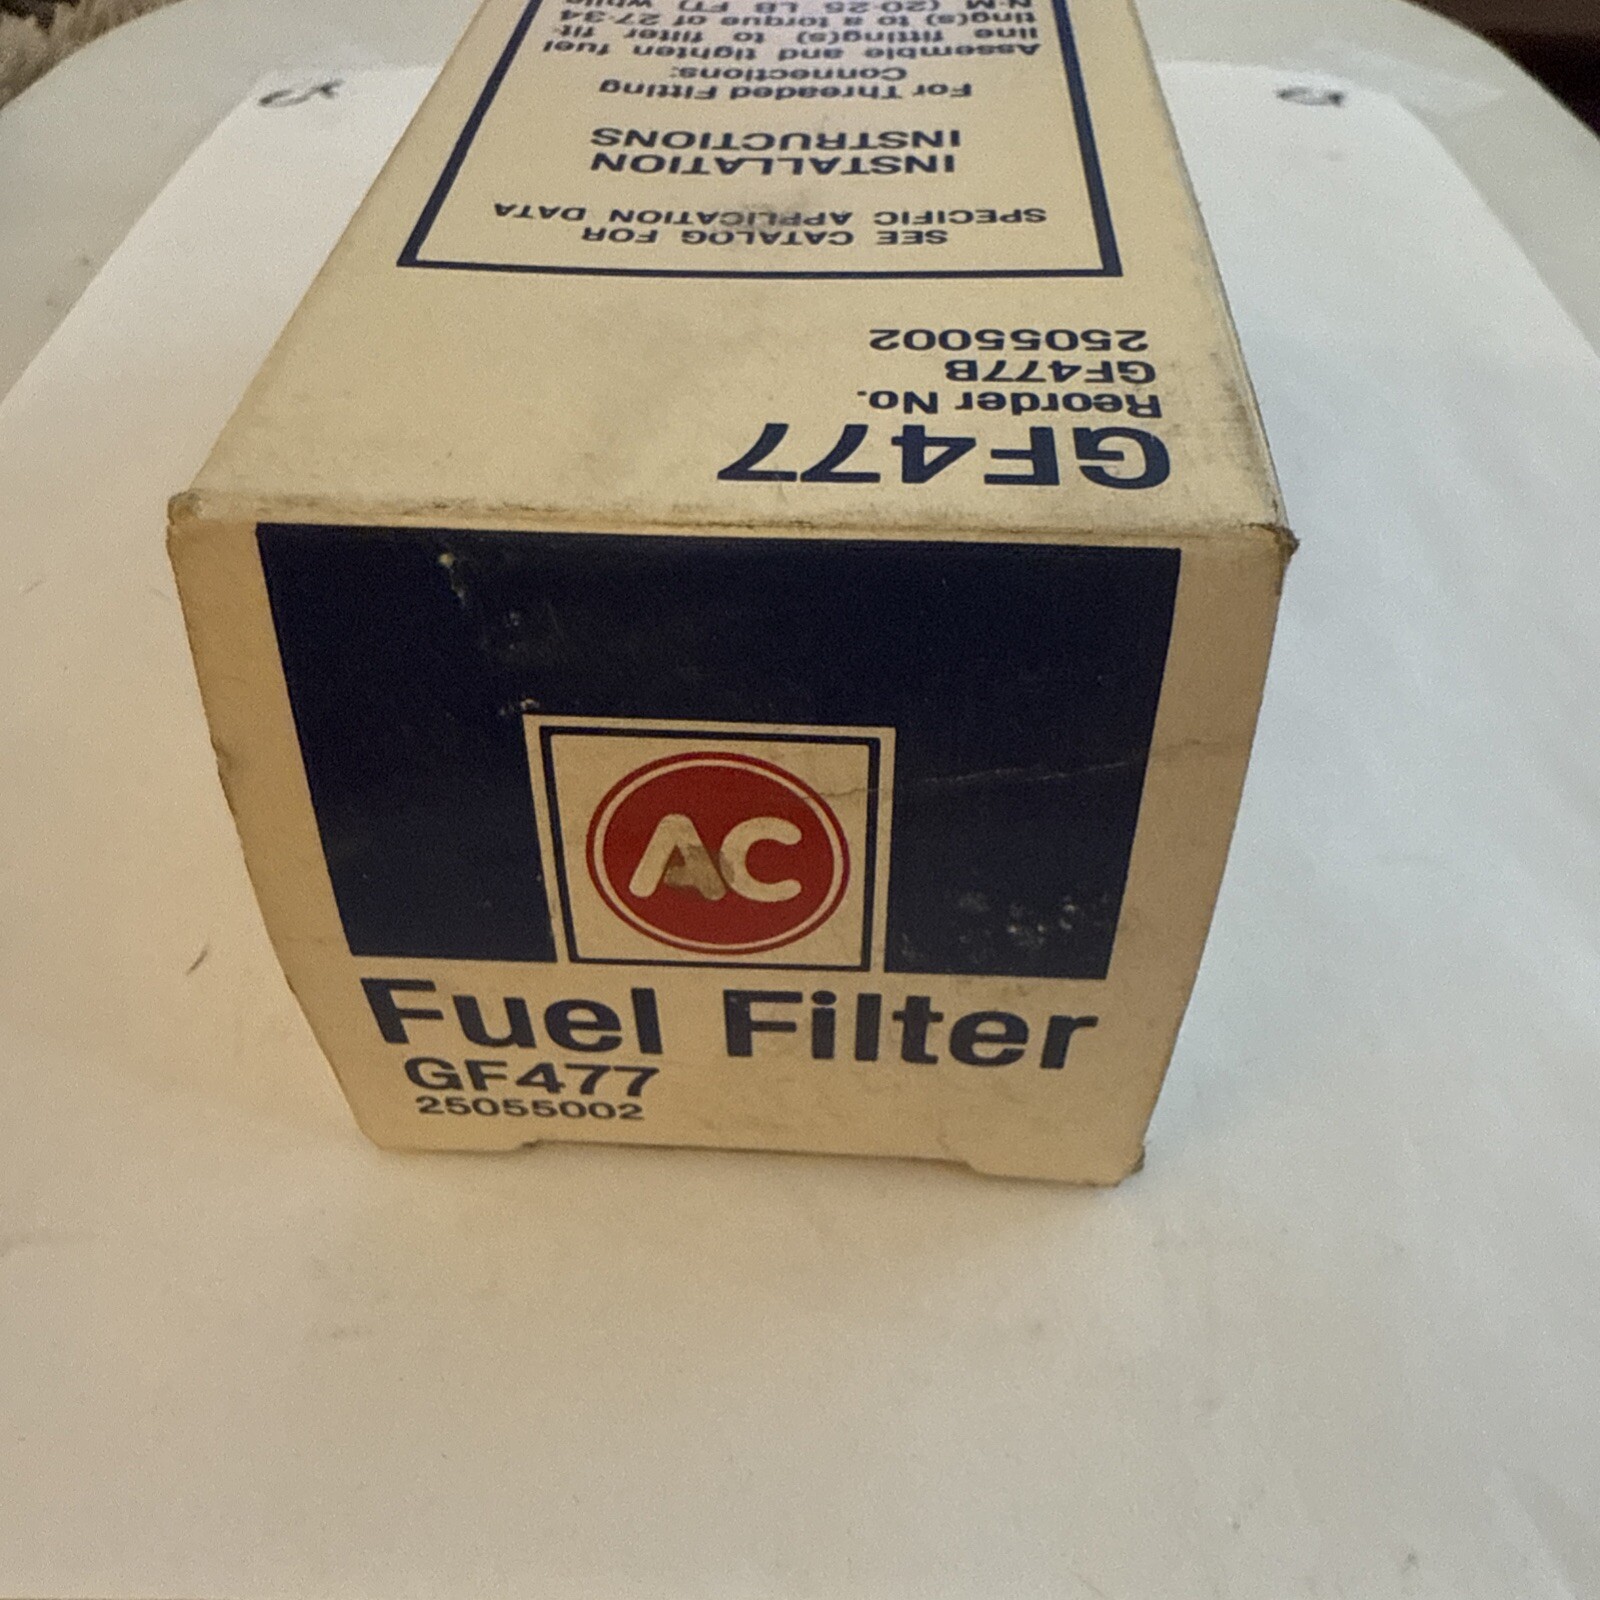 AC
Fuel Filter
GF477
25055002
GF477
Reorder No.
GF477B
25055002
SEE CATALOG FOR
SPECIFIC APPLICATION DATA
INSTALLATION
INSTRUCTIONS
For Threaded Fitting
Connections:
Assemble and tighten fuel
line fitting(s) to filter fit-
ting(s) to a torque of 27-34
N·M (20-25 LB FT) while